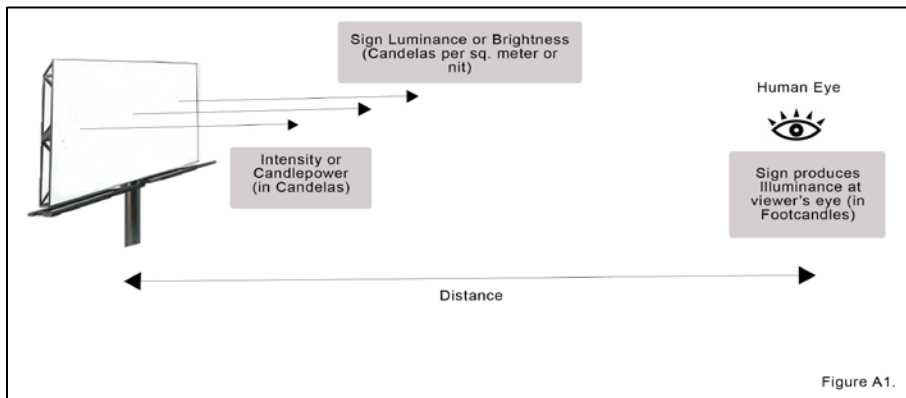 Sign Luminance or Brightness
(Candelas per sq. meter or
nit)
Human Eye
Intensity or
Candlepower
(in Candelas)
Sign produces
Illuminance at
viewer's eye (in
Footcandles)
Distance
Figure A1.